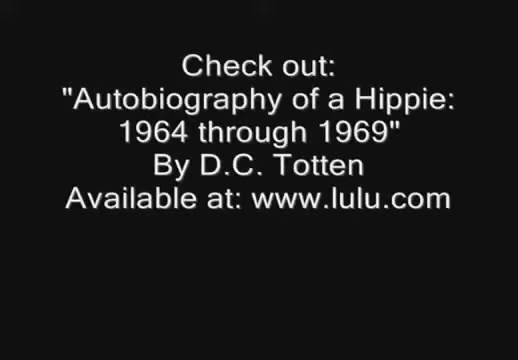 Check out:
"Autobiography of a Hippie:
1964 through 1969"
By D.C. Totten
Available at: www.lulu.com